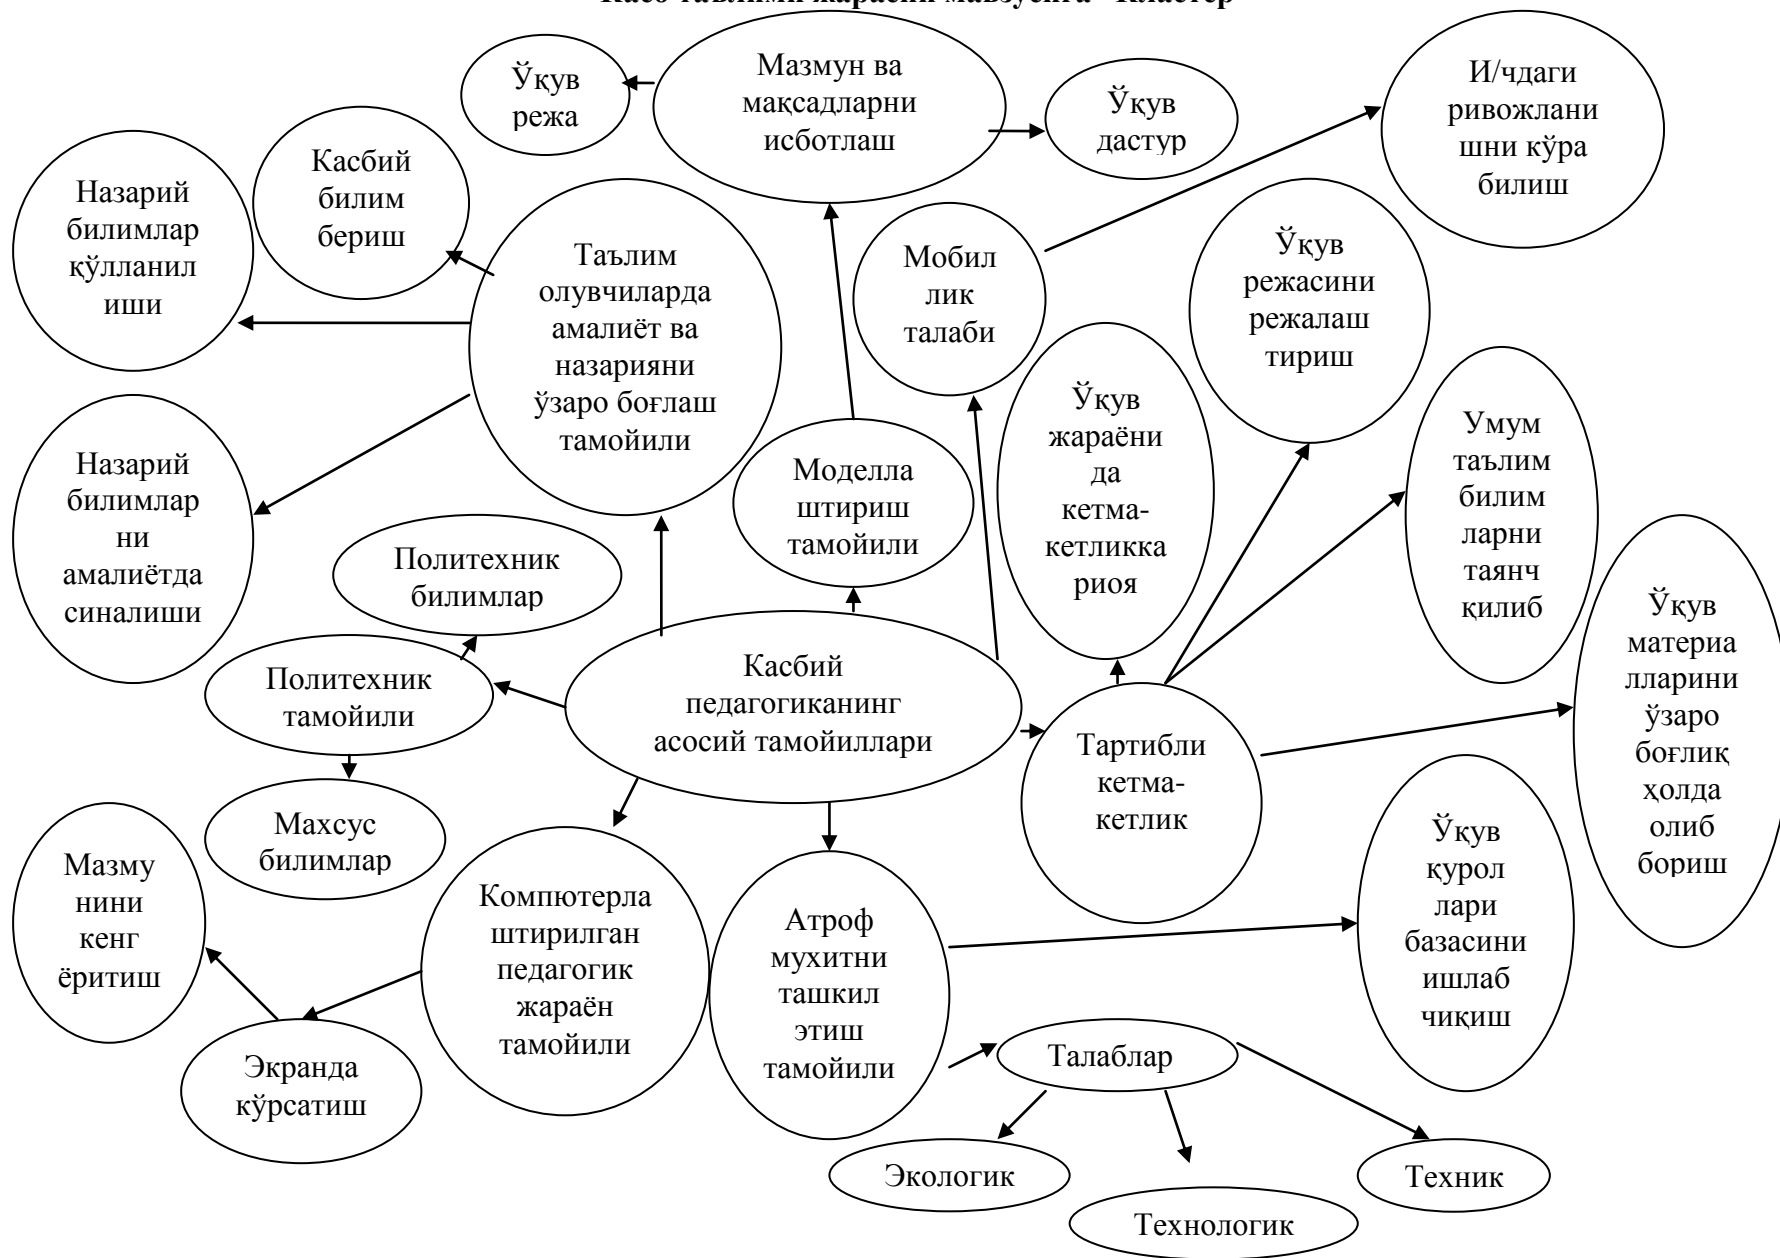 Мазмун ва
мақсадларни
исботлаш
Ўқув
режа
Ўқув
дастур
И/чдаги
ривожлани
шни кўра
билиш
Касбий
билим
бериш
Назарий
билимлар
қўлланил
иши
Таълим
олувчиларда
амалиёт ва
назарияни
ўзаро боғлаш
тамойили
Мобил
лик
талаби
Ўқув
режасини
режалаш
тириш
Ўқув
жараёни
да
кетма-
кетликка
риоя
Умум
таълим
билим
ларни
таянч
қилиб
Назарий
билимлар
ни
амалиётда
синалиши
Моделла
штириш
тамойили
Политехник
билимлар
Ўқув
материа
лларини
ўзаро
боғлиқ
ҳолда
олиб
бориш
Политехник
тамойили
Касбий
педагогиканинг
асосий тамойиллари
Тартибли
кетма-
кетлик
Махсус
билимлар
Мазму
нини
кенг
ёритиш
Компютерла
штирилган
педагогик
жараён
тамойили
Атроф
мухитни
ташкил
этиш
тамойили
Ўқув
қурол
лари
базасини
ишлаб
чиқиш
Экранда
кўрсатиш
Талаблар
Экологик
Технологик
Техник